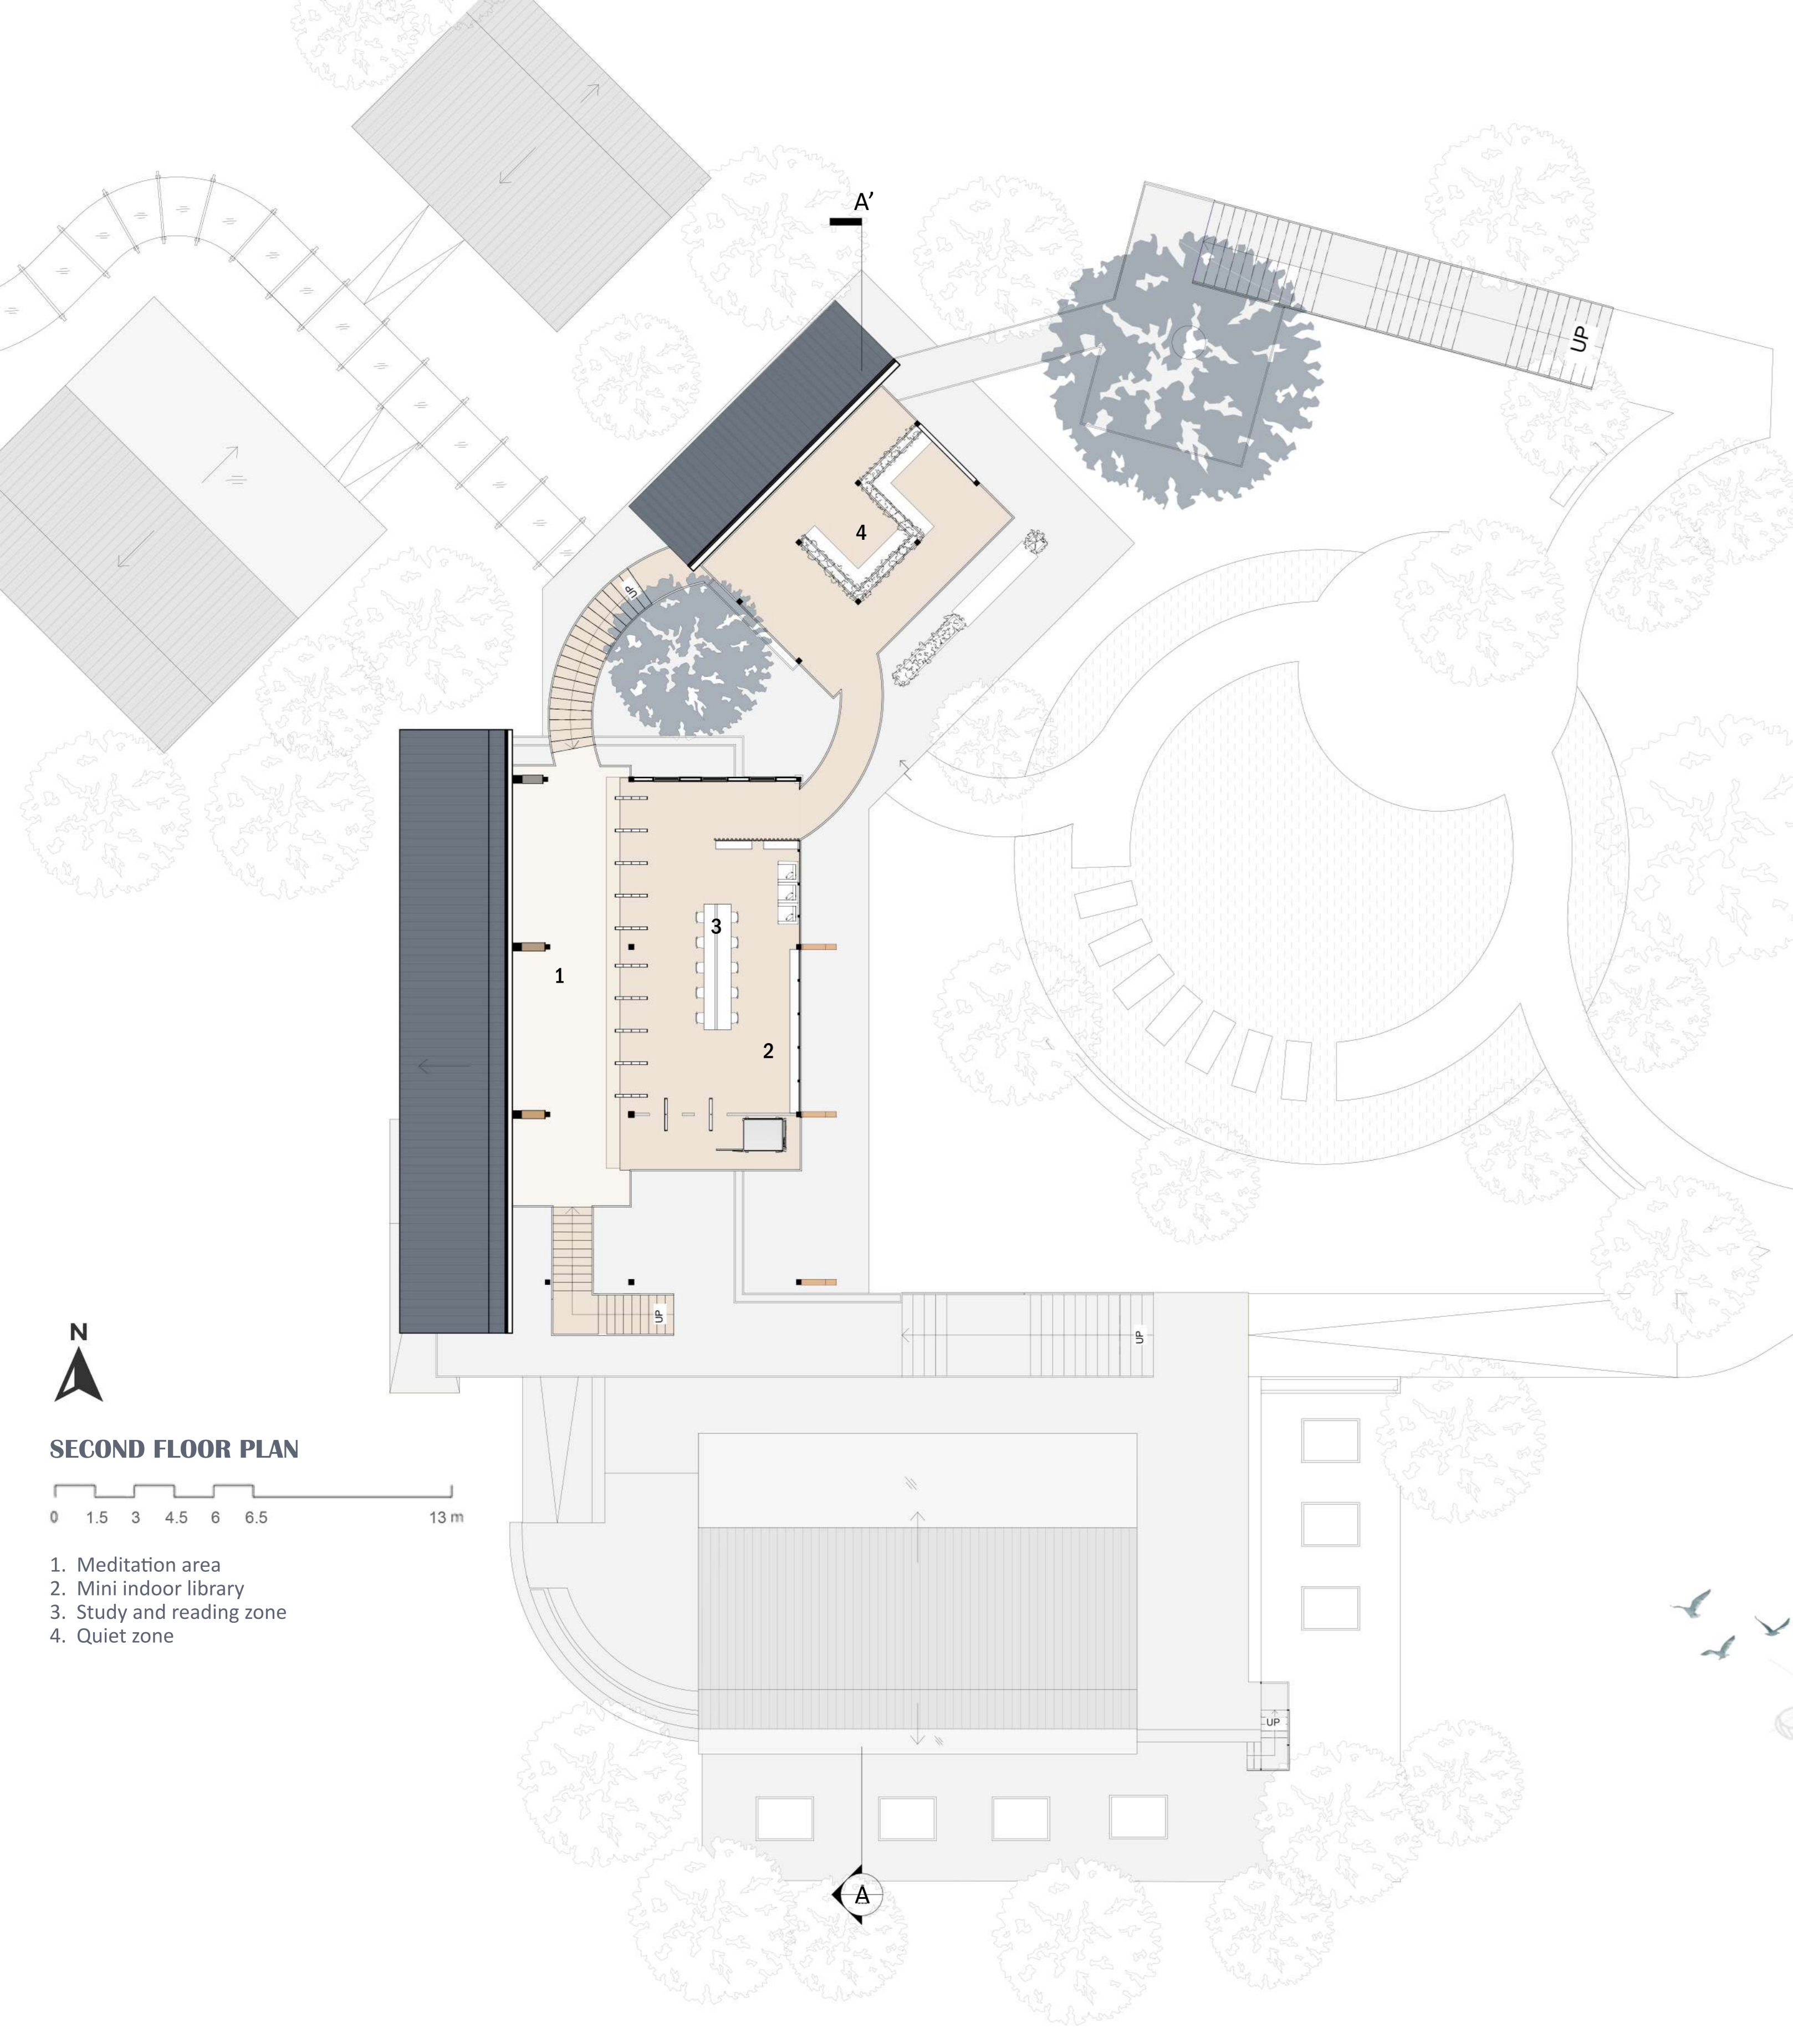 A'
UP
4
UP
3
1
2
UP
UP
N
SECOND FLOOR PLAN
0 1.5 3 4.5 6 6.5 13 m
1. Meditation area
2. Mini indoor library
3. Study and reading zone
4. Quiet zone
UP
A